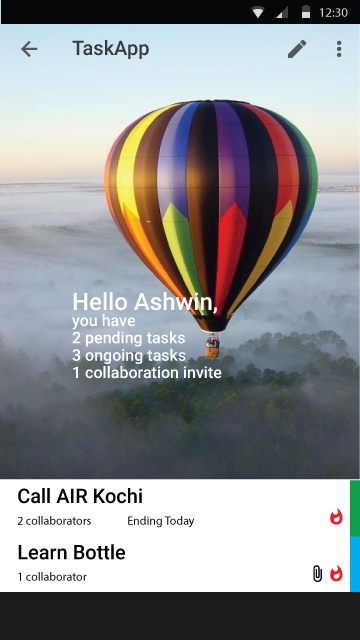 12:30
TaskApp
Hello Ashwin,
you have
2 pending tasks
3 ongoing tasks
1 collaboration invite
Call AIR Kochi
2 collaborators Ending Today
Learn Bottle
1 collaborator